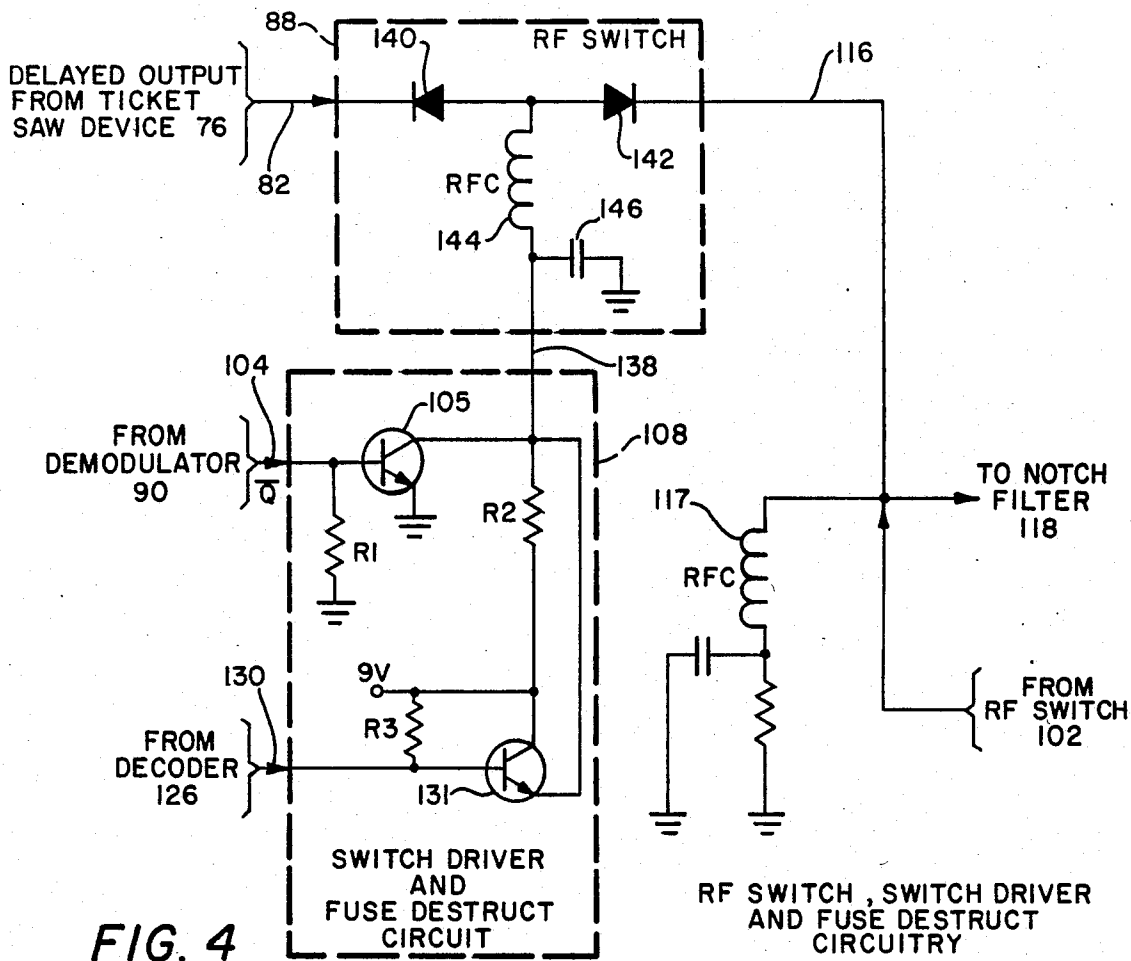 88
140
RF SWITCH
116
DELAYED OUTPUT
FROM TICKET
SAW DEVICE 76
82
142
RFC
144
146
138
104
105
108
FROM
DEMODULATOR
90
Q̅
R1
R2
117
RFC
TO NOTCH
FILTER
118
9V
130
R3
FROM
DECODER
126
131
FROM
RF SWITCH
102
SWITCH DRIVER
AND
FUSE DESTRUCT
CIRCUIT
RF SWITCH, SWITCH DRIVER
AND FUSE DESTRUCT
CIRCUITRY
FIG. 4